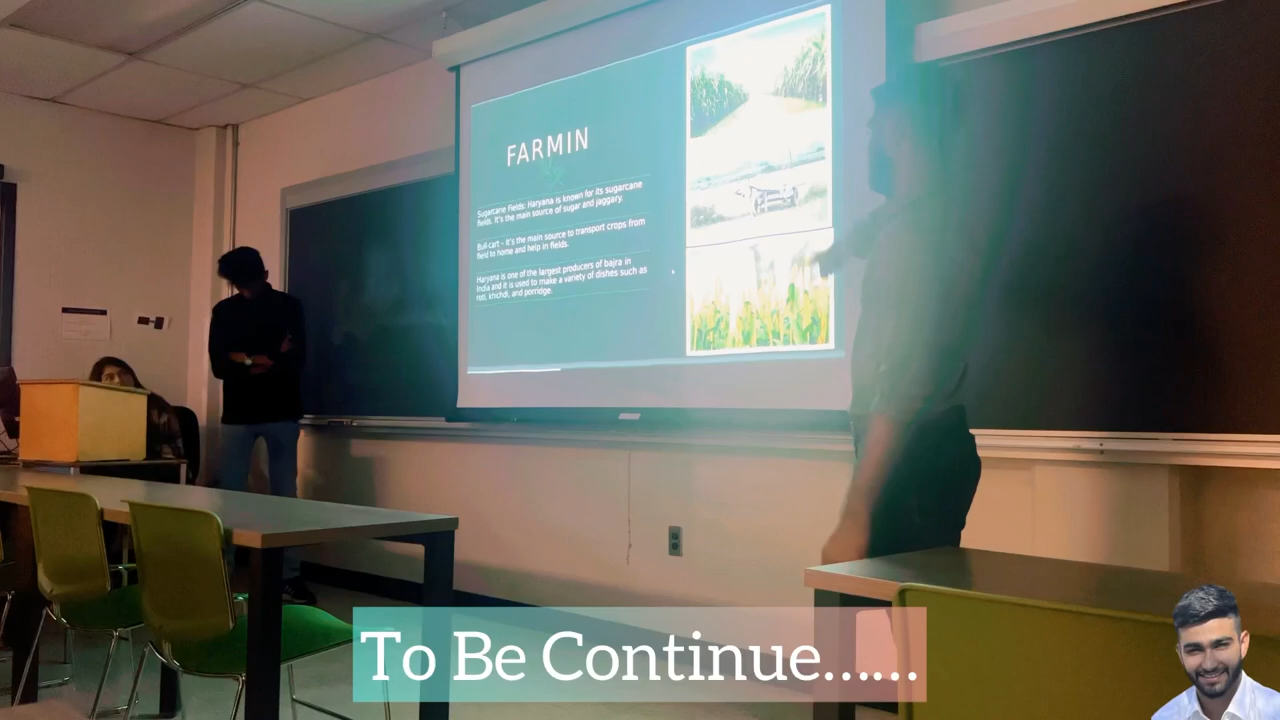 FARMIN
Sugarcane Fields: Haryana is known for its sugarcane
fields. It's the main source of sugar and jaggary.
Bull-cart – it's the main source to transport crops from
field to home and help in fields.
Haryana is one of the largest producers of bajra in
India and it is used to make a variety of dishes such as
roti, khichdi, and porridge.
To Be Continue......